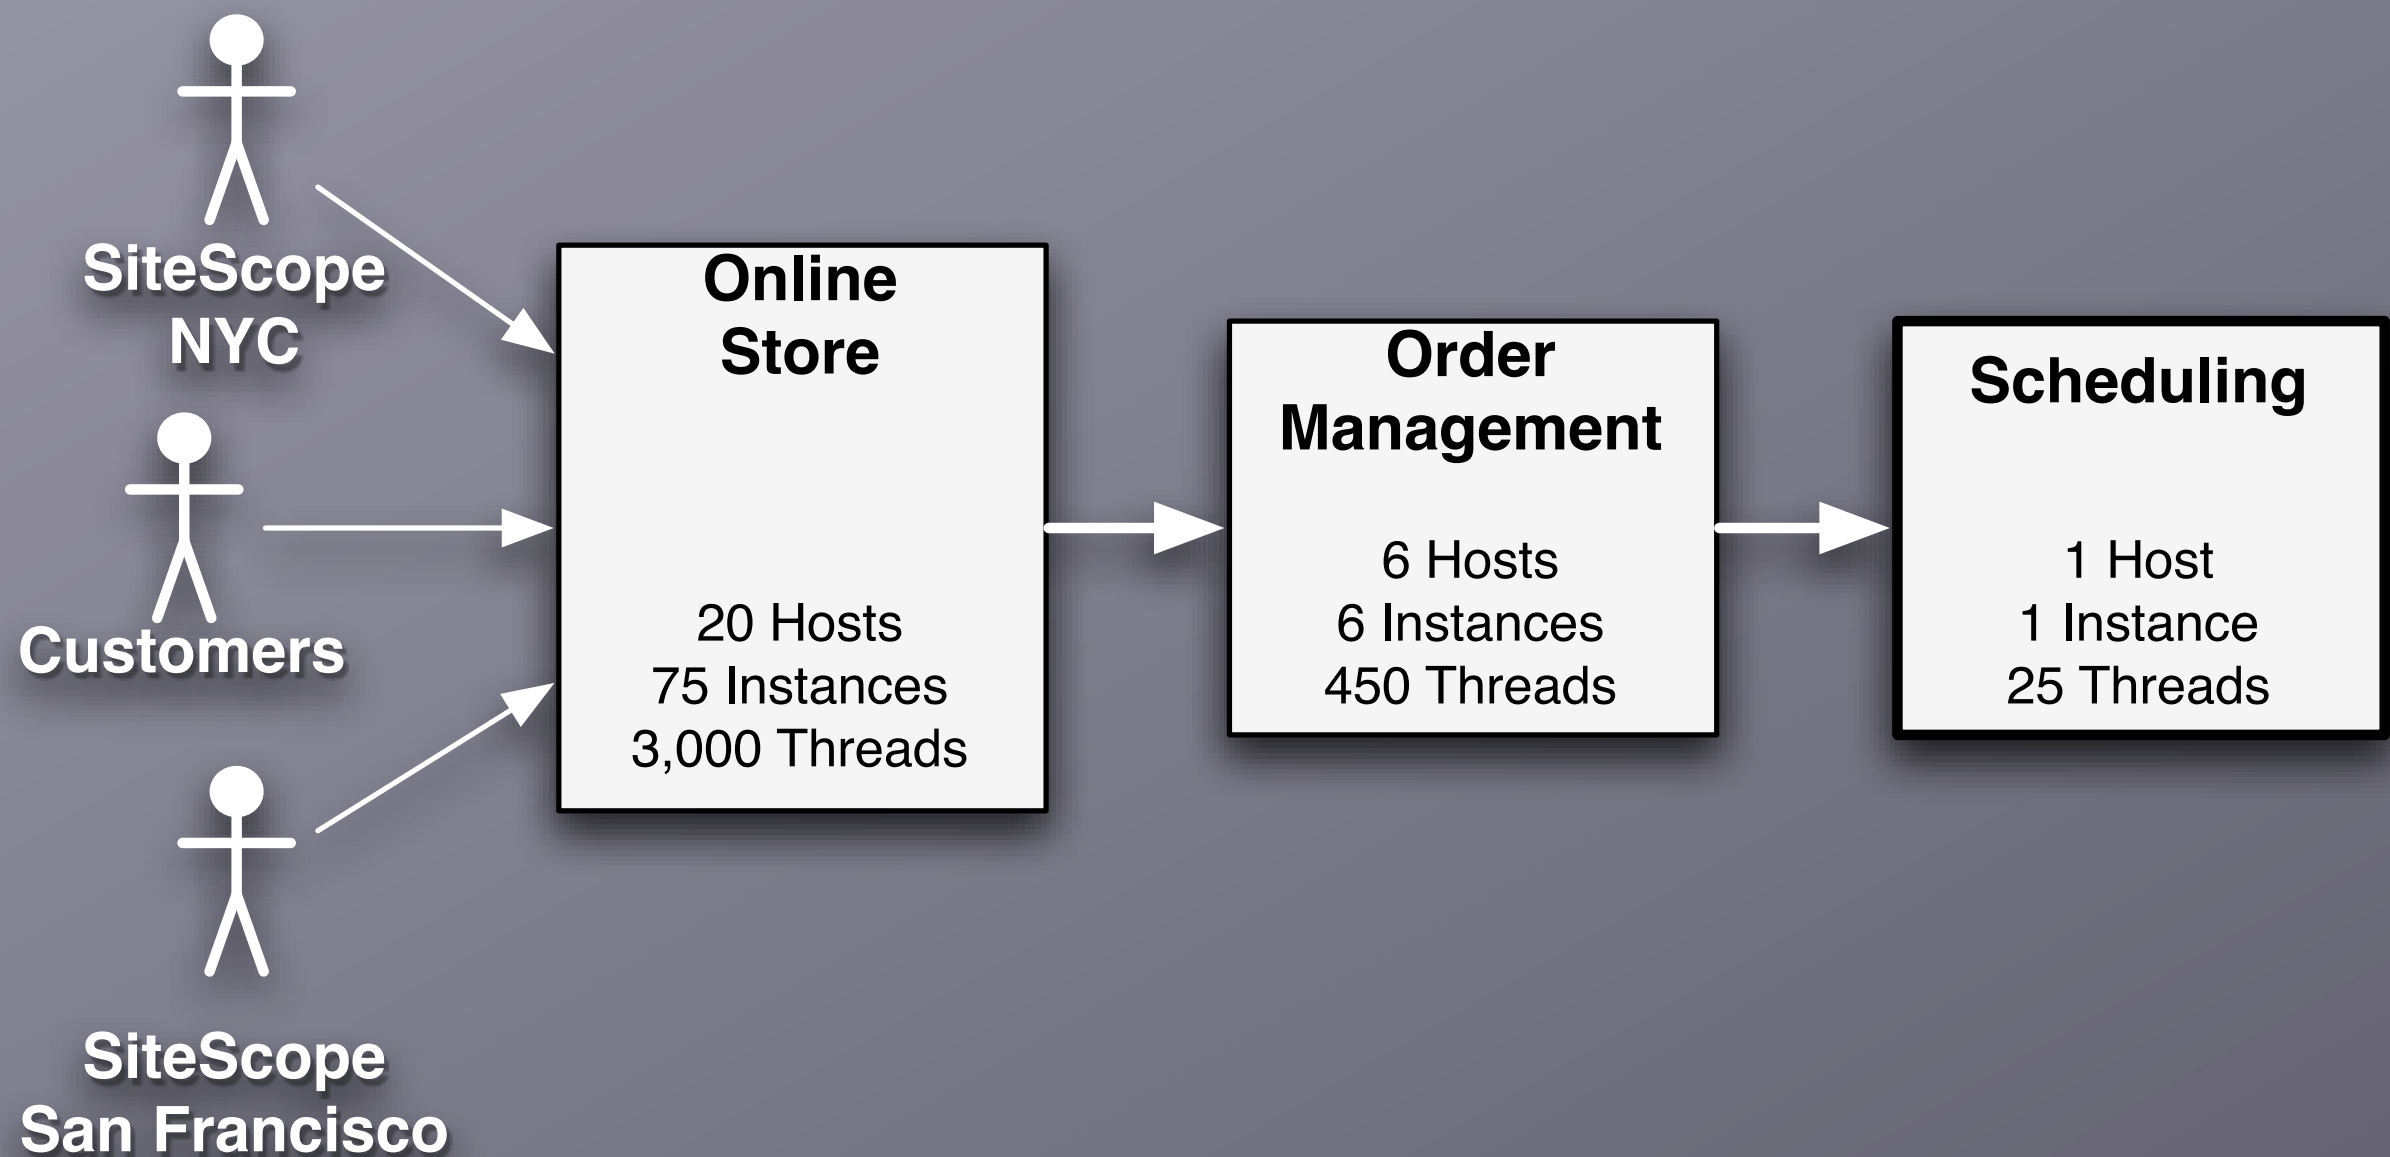 SiteScope
NYC
Customers
SiteScope
San Francisco
Online
Store
20 Hosts
75 Instances
3,000 Threads
Order
Management
6 Hosts
6 Instances
450 Threads
Scheduling
1 Host
1 Instance
25 Threads